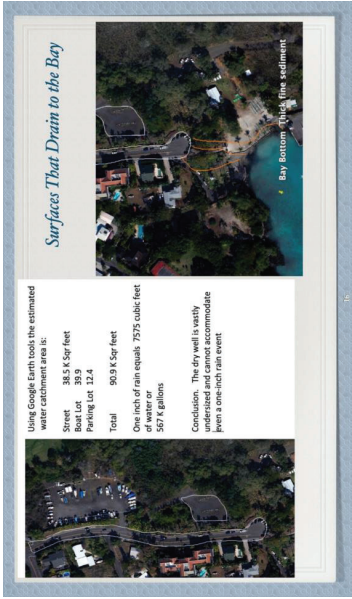 Surfaces That Drain to the Bay
Using Google Earth tools the estimated
water catchment area is:
Street 38.5 K Sqr feet
Boat Lot 39.9
Parking Lot 12.4
Total 90.9 K Sqr feet
One inch of rain equals 7575 cubic feet
of water or
567 K gallons
Conclusion. The dry well is vastly
undersized and cannot accommodate
even a one-inch rain event
Bay Bottom Thick fine sediment
16